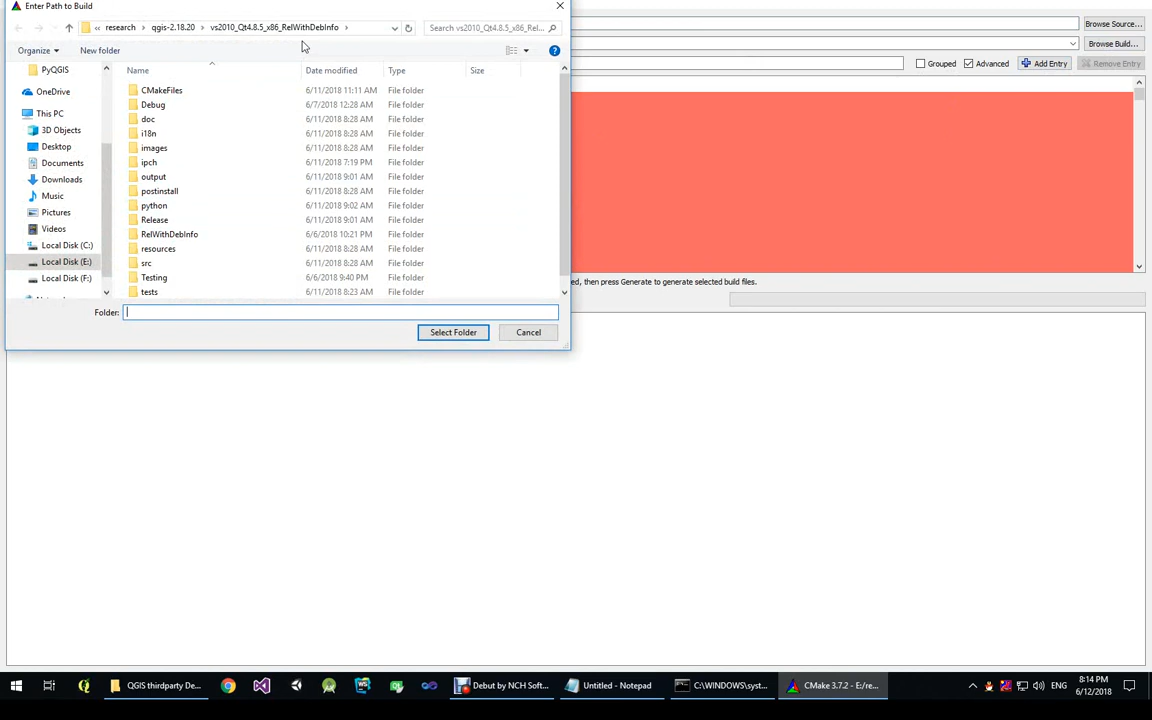 Enter Path to Build
research
qgis-2.18.20
vs2010_Qt4.8.5_x86_RelWithDebInfo
Search vs2010_Qt4.8.5_x86_Rel...
Browse Source...
Browse Build...
Organize
New folder
Grouped
Advanced
Add Entry
Remove Entry
PyQGIS
OneDrive
This PC
3D Objects
Desktop
Documents
Downloads
Music
Pictures
Videos
Local Disk (C:)
Local Disk (E:)
Local Disk (F:)
Name Date modified Type Size
CMakeFiles 6/11/2018 11:11 AM File folder
Debug 6/7/2018 12:28 AM File folder
doc 6/11/2018 8:28 AM File folder
i18n 6/11/2018 8:28 AM File folder
images 6/11/2018 8:28 AM File folder
ipch 6/11/2018 7:19 PM File folder
output 6/11/2018 9:01 AM File folder
postinstall 6/11/2018 8:28 AM File folder
python 6/11/2018 9:02 AM File folder
Release 6/11/2018 9:01 AM File folder
RelWithDebInfo 6/6/2018 10:21 PM File folder
resources 6/11/2018 8:28 AM File folder
src 6/11/2018 8:28 AM File folder
Testing 6/6/2018 9:40 PM File folder
tests 6/11/2018 8:23 AM File folder
Folder:
Select Folder
Cancel
ed, then press Generate to generate selected build files.
QGIS thirdparty De...
Debut by NCH Soft...
Untitled - Notepad
C:\WINDOWS\syste...
CMake 3.7.2 - E:/re...
ENG
8:14 PM
6/12/2018